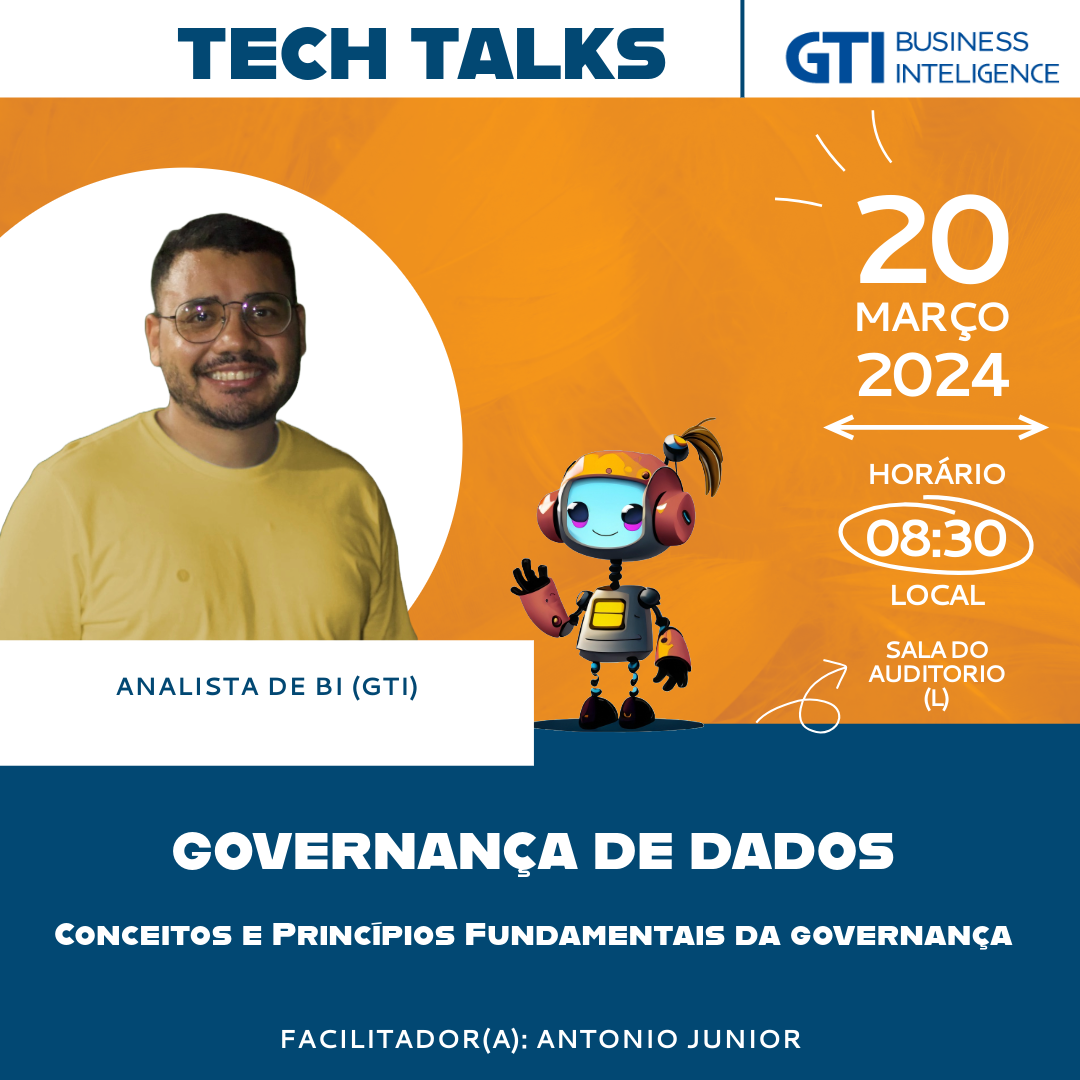 TECH TALKS
GTI BUSINESS
INTELIGENCE
20
MARÇO
2024
HORÁRIO
08:30
LOCAL
SALA DO
AUDITORIO
(L)
ANALISTA DE BI (GTI)
GOVERNANÇA DE DADOS
Conceitos e Princípios Fundamentais da governança
FACILITADOR(A): ANTONIO JUNIOR